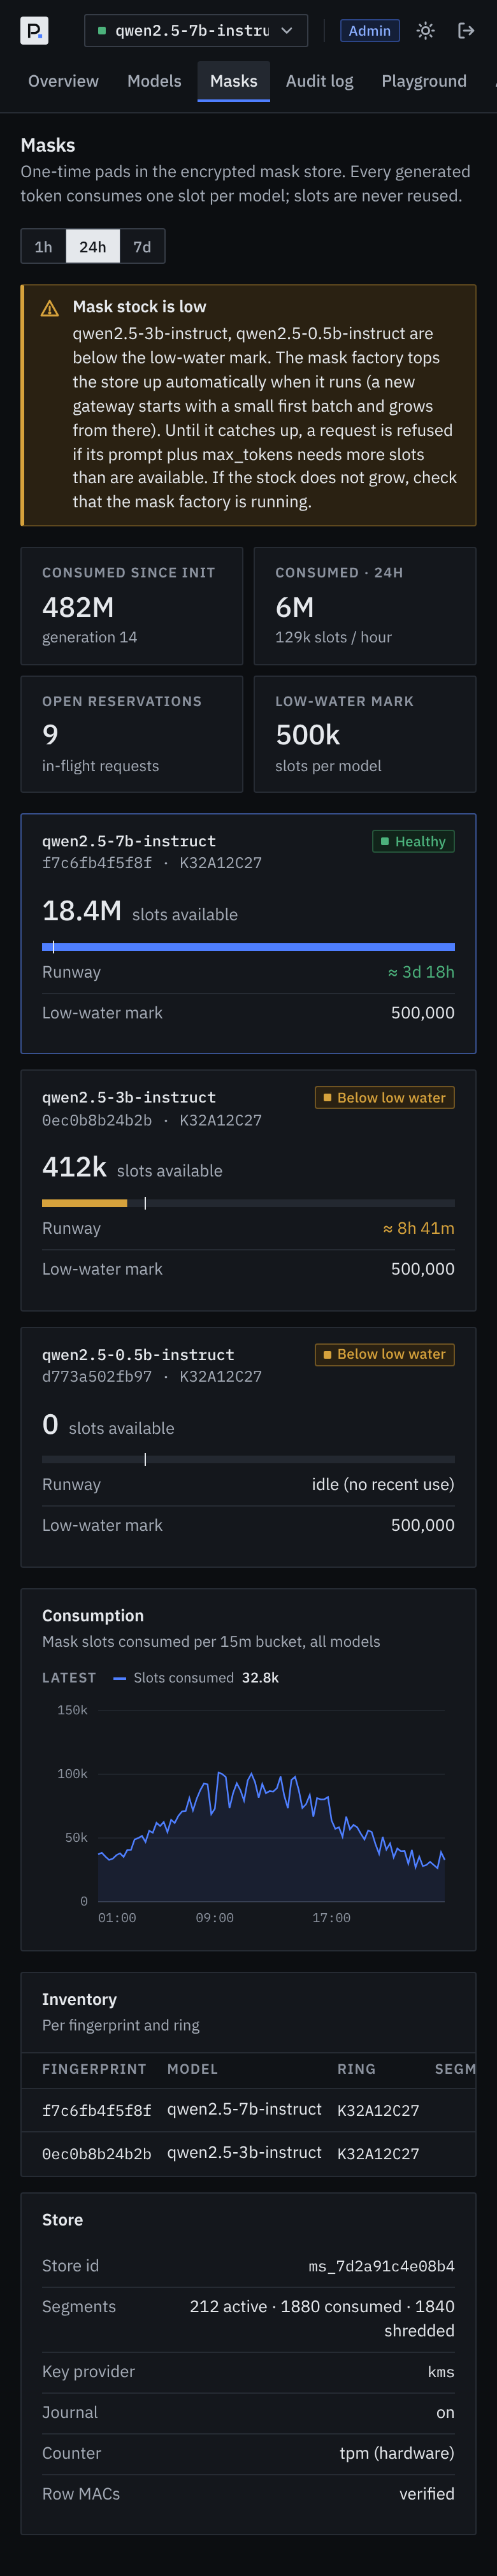 P.
qwen2.5-7b-instru
Admin
Overview Models Masks Audit log Playground
Masks
One-time pads in the encrypted mask store. Every generated
token consumes one slot per model; slots are never reused.
1h 24h 7d
Mask stock is low
qwen2.5-3b-instruct, qwen2.5-0.5b-instruct are
below the low-water mark. The mask factory tops
the store up automatically when it runs (a new
gateway starts with a small first batch and grows
from there). Until it catches up, a request is refused
if its prompt plus max_tokens needs more slots
than are available. If the stock does not grow, check
that the mask factory is running.
CONSUMED SINCE INIT
482M
generation 14
CONSUMED · 24H
6M
129k slots / hour
OPEN RESERVATIONS
9
in-flight requests
LOW-WATER MARK
500k
slots per model
qwen2.5-7b-instruct Healthy
f7c6fb4f5f8f · K32A12C27
18.4M slots available
Runway ≈ 3d 18h
Low-water mark 500,000
qwen2.5-3b-instruct Below low water
0ec0b8b24b2b · K32A12C27
412k slots available
Runway ≈ 8h 41m
Low-water mark 500,000
qwen2.5-0.5b-instruct Below low water
d773a502fb97 · K32A12C27
0 slots available
Runway idle (no recent use)
Low-water mark 500,000
Consumption
Mask slots consumed per 15m bucket, all models
LATEST Slots consumed 32.8k
150k
100k
50k
0
01:00 09:00 17:00
Inventory
Per fingerprint and ring
FINGERPRINT MODEL RING SEGM
f7c6fb4f5f8f qwen2.5-7b-instruct K32A12C27
0ec0b8b24b2b qwen2.5-3b-instruct K32A12C27
Store
Store id ms_7d2a91c4e08b4
Segments 212 active · 1880 consumed · 1840
shredded
Key provider kms
Journal on
Counter tpm (hardware)
Row MACs verified